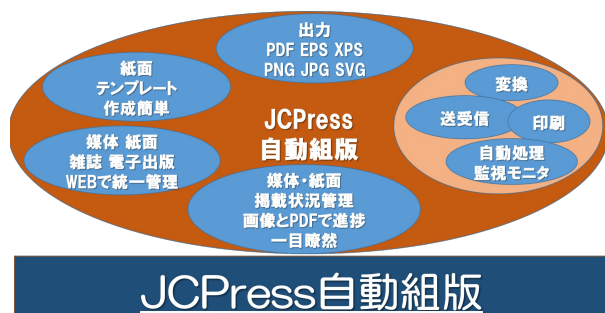 出力
PDF EPS XPS
PNG JPG SVG
紙面
テンプレート
作成簡単
変換
送受信
印刷
自動処理
監視モニタ
JCPress
自動組版
媒体 紙面
雑誌 電子出版
WEBで統一管理
媒体・紙面
掲載状況管理
画像とPDFで進捗
一目瞭然
JCPress自動組版